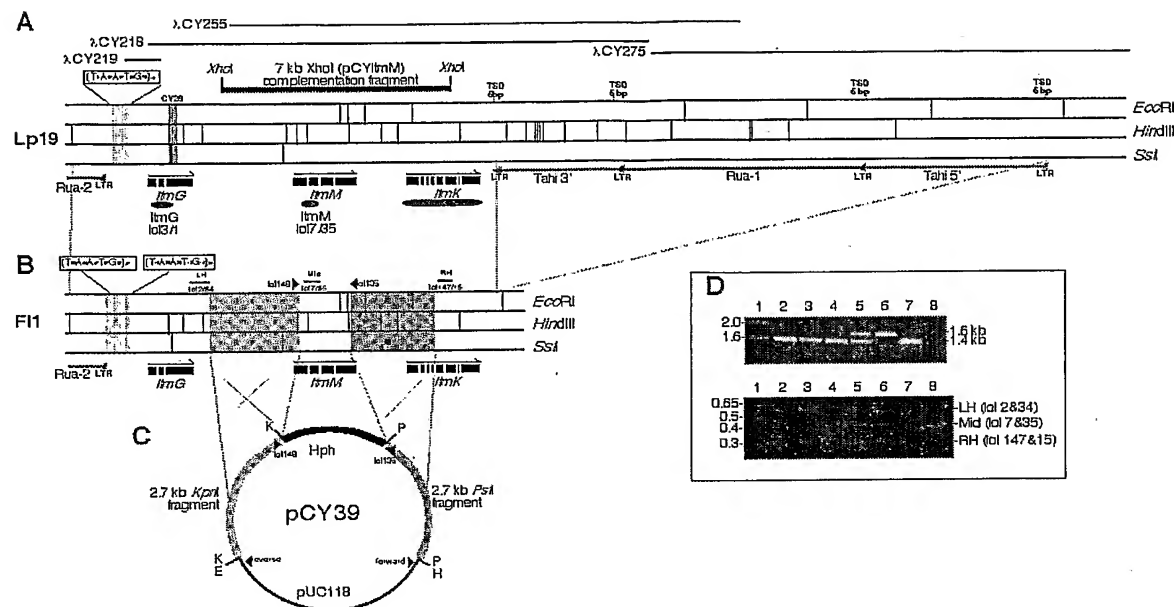 A
λCY255
λCY218
λCY219
λCY275
XhoI
7 kb XhoI (pCYltmM)
complementation fragment
XhoI
CY28
TSD
6bp
TSD
5bp
TSD
6bp
TSD
5bp
Lp19
EcoRI
HindIII
SstI
Rua-2 LTR
ltmG
ltmG
lol3/1
ltmM
ltmM
lol7/35
ltmK
LTR
Tahi 3'
LTR
Rua-1
LTR
Tahi 5'
LTR
B
LH
lol2/34
lol148
Mid
lol7/35
lol135
RH
lol147/15
Fl1
EcoRI
HindIII
SstI
Rua-2 LTR
ltmG
ltmM
ltmK
C
K
Hph
P
lol148
lol135
2.7 kb KpnI
fragment
2.7 kb PstI
fragment
pCY39
K
E
reverse
forward
P
H
pUC118
D
1 2 3 4 5 6 7 8
2.0
1.6
1.6 kb
1.4 kb
1 2 3 4 5 6 7 8
0.65
0.5
0.4
0.3
LH (lol 2&34)
Mid (lol 7&35)
RH (lol 147&15)